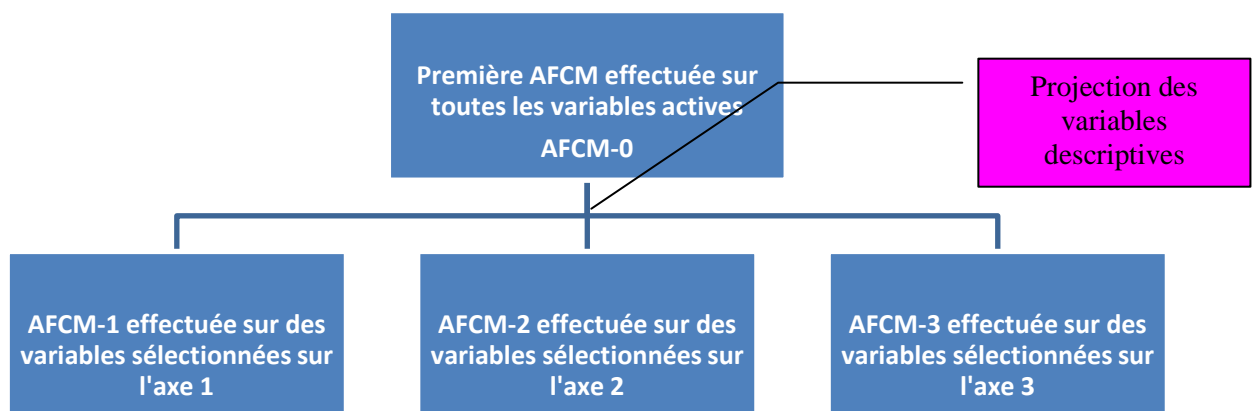 Première AFCM effectuée sur
toutes les variables actives
AFCM-0
Projection des
variables
descriptives
AFCM-1 effectuée sur des
variables sélectionnées sur
l'axe 1
AFCM-2 effectuée sur des
variables sélectionnées sur
l'axe 2
AFCM-3 effectuée sur des
variables sélectionnées sur
l'axe 3